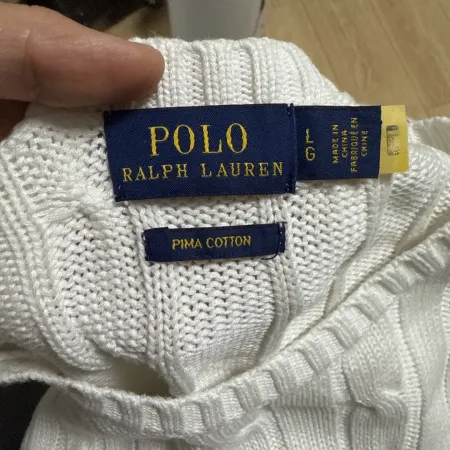 POLO
RALPH LAUREN
L
G
MADE IN
CHINA
FABRIQUÉ EN
CHINE
L
PIMA COTTON